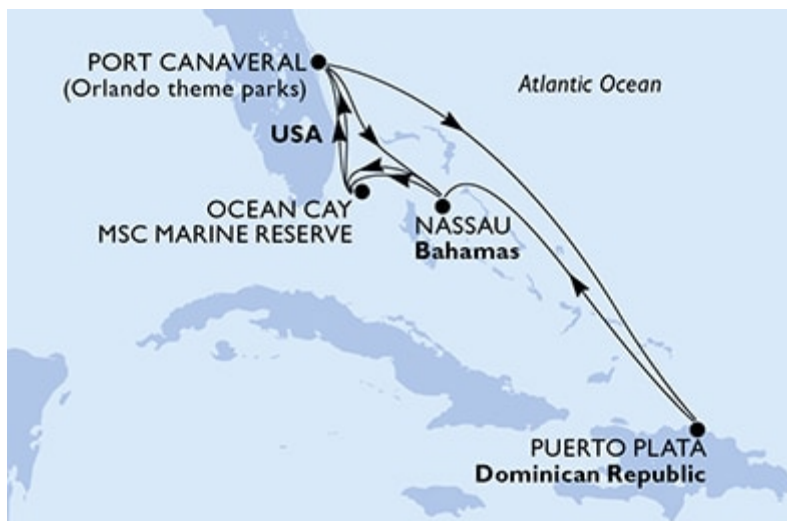 PORT CANAVERAL
(Orlando theme parks)
Atlantic Ocean
USA
OCEAN CAY
MSC MARINE RESERVE
NASSAU
Bahamas
PUERTO PLATA
Dominican Republic